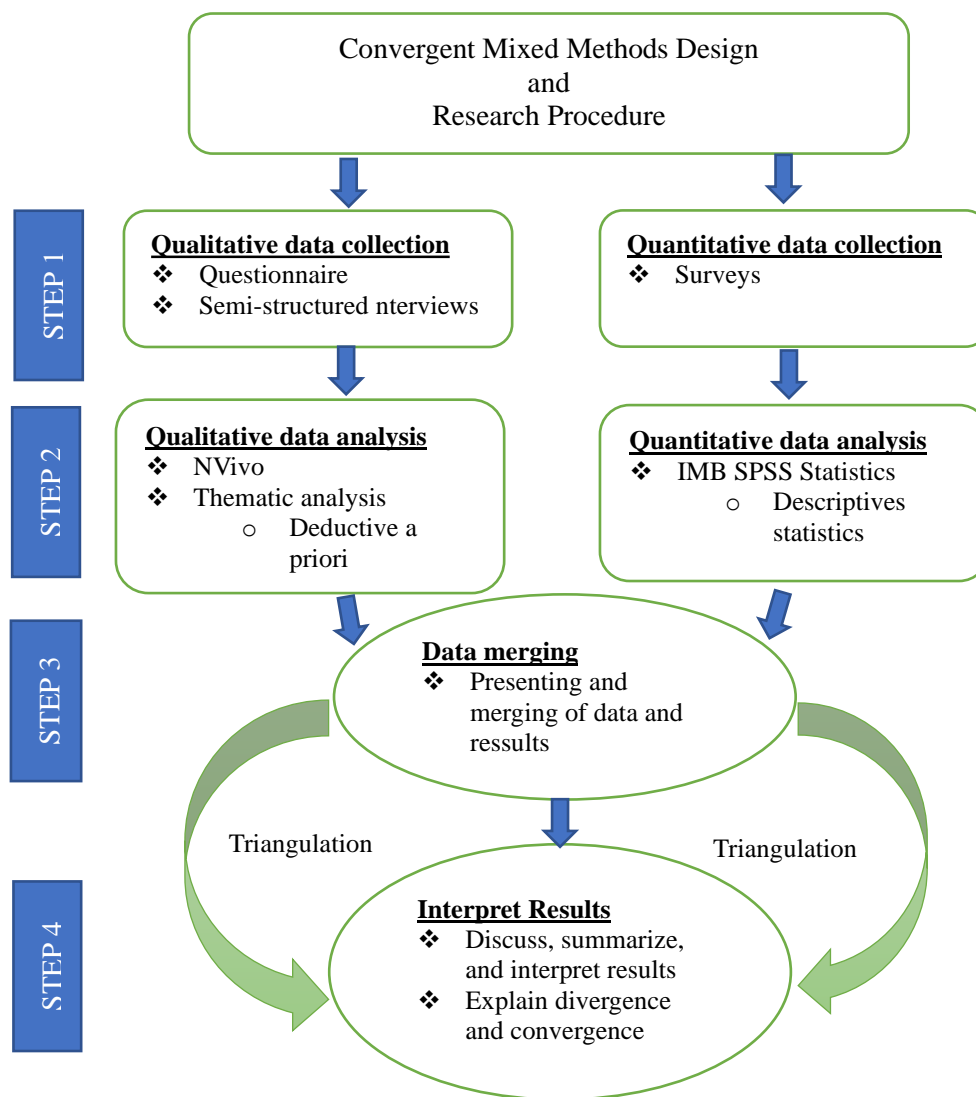 Convergent Mixed Methods Design
and
Research Procedure
STEP 1
Qualitative data collection
❖ Questionnaire
❖ Semi-structured nterviews
Quantitative data collection
❖ Surveys
STEP 2
Qualitative data analysis
❖ NVivo
❖ Thematic analysis
o Deductive a
priori
Quantitative data analysis
❖ IMB SPSS Statistics
o Descriptives
statistics
STEP 3
Data merging
❖ Presenting and
merging of data and
ressults
Triangulation
Triangulation
STEP 4
Interpret Results
❖ Discuss, summarize,
and interpret results
❖ Explain divergence
and convergence